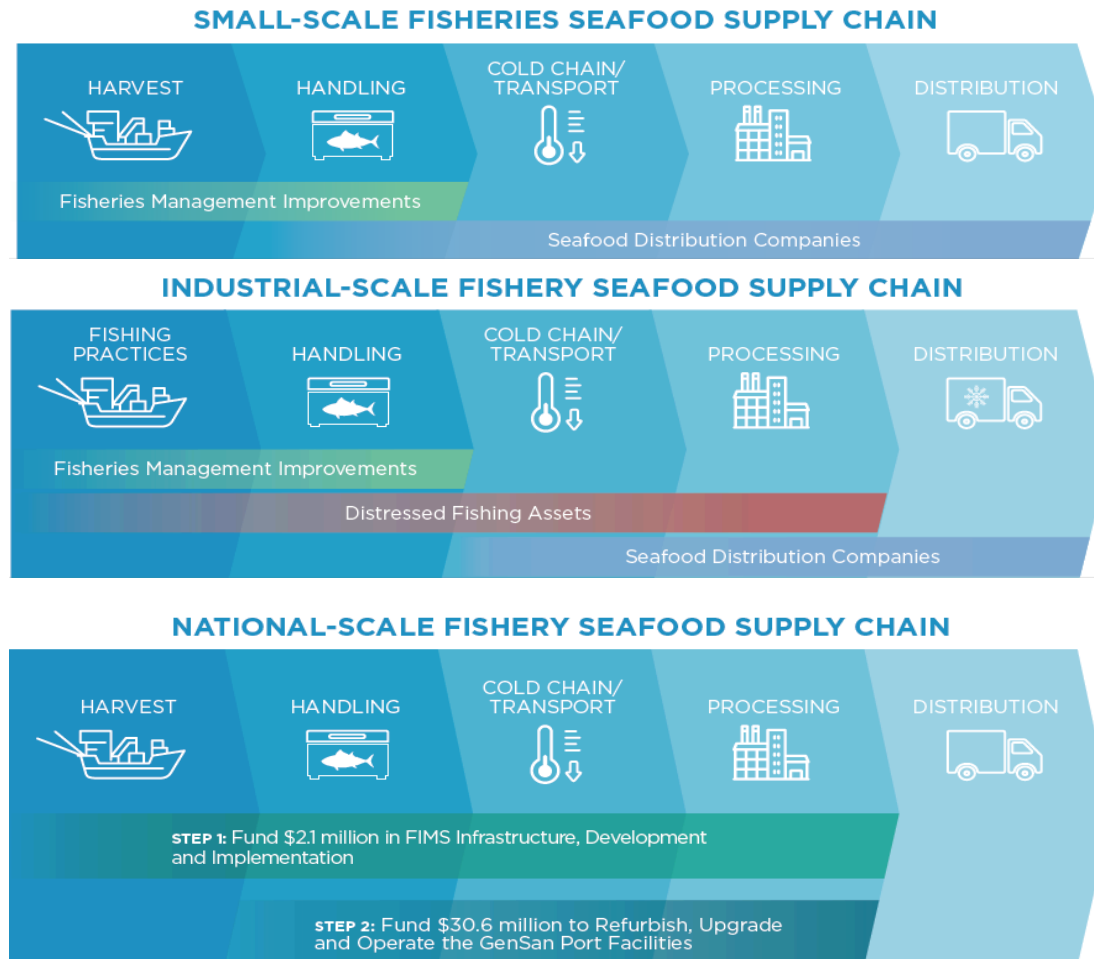 SMALL-SCALE FISHERIES SEAFOOD SUPPLY CHAIN
HARVEST
HANDLING
COLD CHAIN/
TRANSPORT
PROCESSING
DISTRIBUTION
Fisheries Management Improvements
Seafood Distribution Companies
INDUSTRIAL-SCALE FISHERY SEAFOOD SUPPLY CHAIN
FISHING
PRACTICES
HANDLING
COLD CHAIN/
TRANSPORT
PROCESSING
DISTRIBUTION
Fisheries Management Improvements
Distressed Fishing Assets
Seafood Distribution Companies
NATIONAL-SCALE FISHERY SEAFOOD SUPPLY CHAIN
HARVEST
HANDLING
COLD CHAIN/
TRANSPORT
PROCESSING
DISTRIBUTION
STEP 1: Fund $2.1 million in FIMS Infrastructure, Development
and Implementation
STEP 2: Fund $30.6 million to Refurbish, Upgrade
and Operate the GenSan Port Facilities